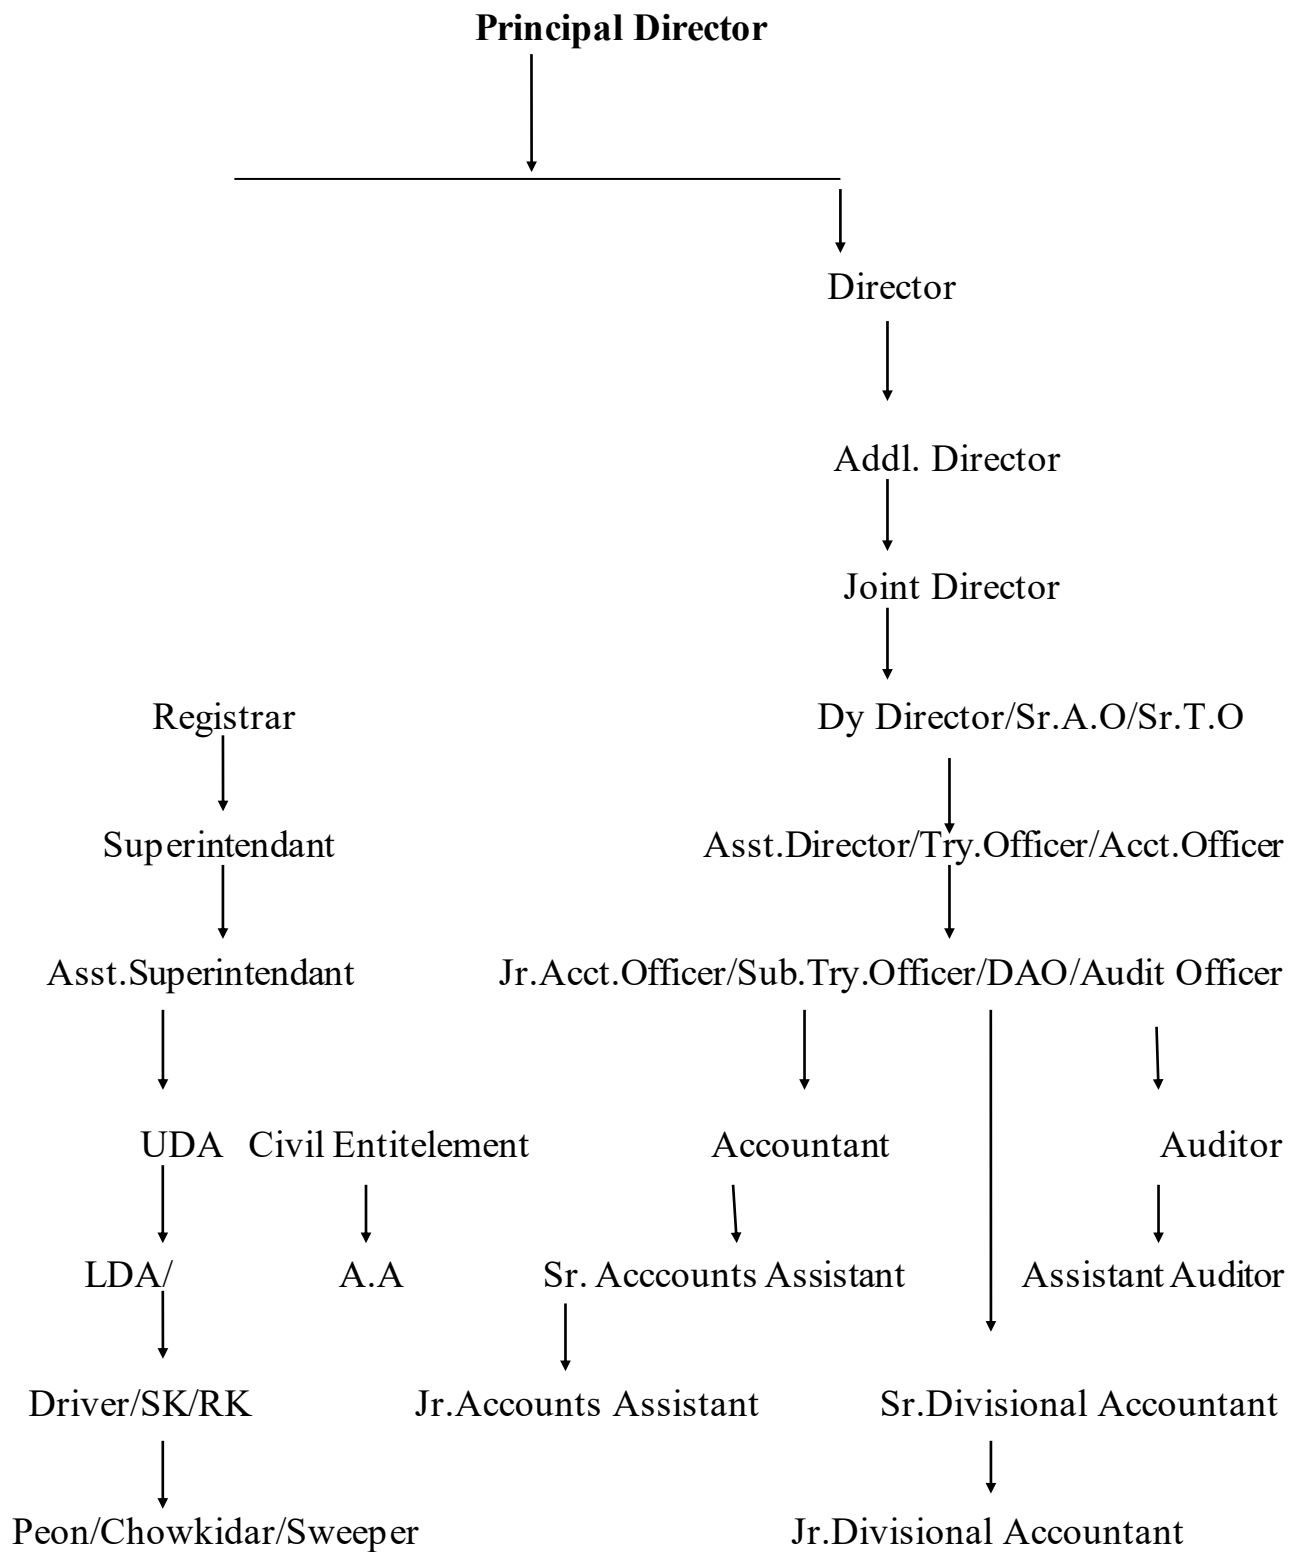 Principal Director
Director
Addl. Director
Joint Director
Registrar Dy Director/Sr.A.O/Sr.T.O
Superintendant Asst.Director/Try.Officer/Acct.Officer
Asst.Superintendant Jr.Acct.Officer/Sub.Try.Officer/DAO/Audit Officer
UDA Civil Entitelement Accountant Auditor
LDA/ A.A Sr. Acccounts Assistant Assistant Auditor
Driver/SK/RK Jr.Accounts Assistant Sr.Divisional Accountant
Peon/Chowkidar/Sweeper Jr.Divisional Accountant